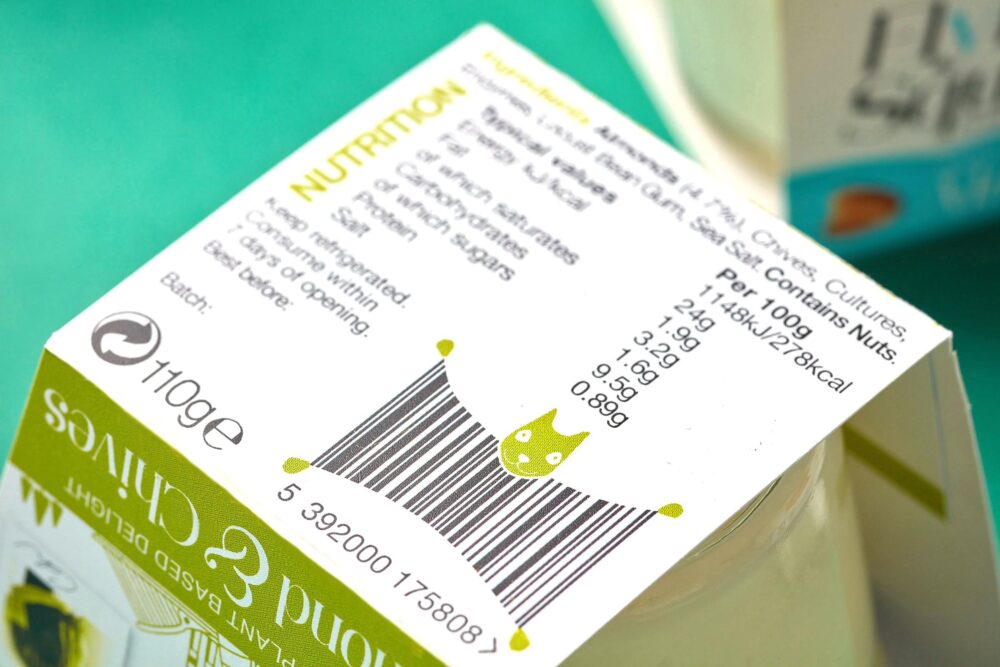 Ingredients: Almonds (4.7%), Chives, Cultures,
Enzymes, Locust Bean Gum, Sea Salt. Contains Nuts.
NUTRITION
Typical values Per 100g
Energy kJ/kcal 1148kJ/278kcal
24g
of which saturates 1.9g
Carbohydrates 3.2g
of which sugars 1.6g
Protein 9.5g
Salt 0.89g
Keep refrigerated.
Consume within
7 days of opening.
Best before:
Batch:
110g e
5 392000 175808 >
mond & Chives
PLANT BASED DELIGHT